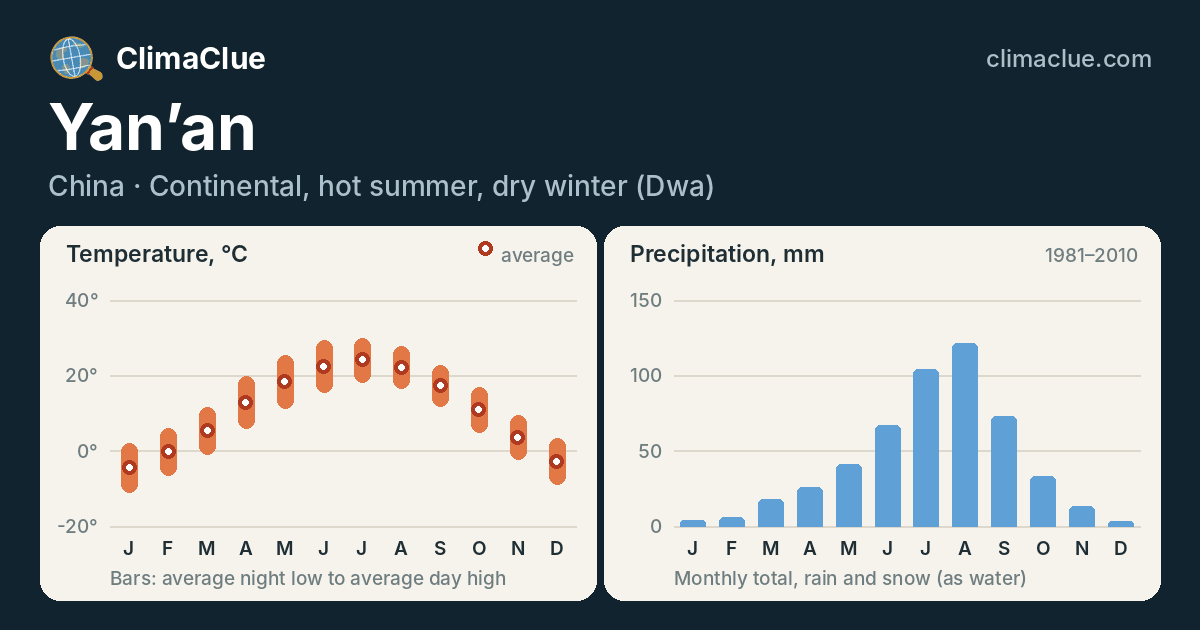 ClimaClue
climaclue.com
Yan’an
China · Continental, hot summer, dry winter (Dwa)
Temperature, °C
average
40°
20°
0°
-20°
J F M A M J J A S O N D
Bars: average night low to average day high
Precipitation, mm
1981–2010
150
100
50
0
J F M A M J J A S O N D
Monthly total, rain and snow (as water)